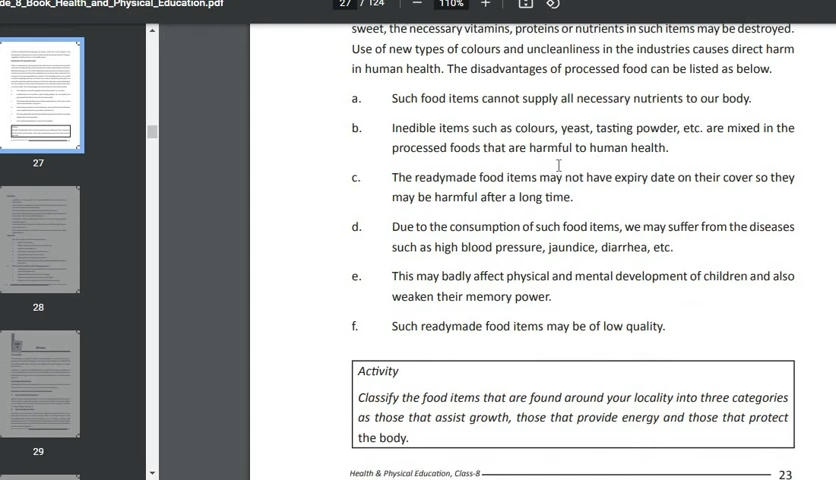 de_8_Book_Health_and_Physical_Education.pdf
27 / 124
110%
sweet, the necessary vitamins, proteins or nutrients in such items may be destroyed.
Use of new types of colours and uncleanliness in the industries causes direct harm
in human health. The disadvantages of processed food can be listed as below.
a. Such food items cannot supply all necessary nutrients to our body.
b. Inedible items such as colours, yeast, tasting powder, etc. are mixed in the
processed foods that are harmful to human health.
c. The readymade food items may not have expiry date on their cover so they
may be harmful after a long time.
d. Due to the consumption of such food items, we may suffer from the diseases
such as high blood pressure, jaundice, diarrhea, etc.
e. This may badly affect physical and mental development of children and also
weaken their memory power.
f. Such readymade food items may be of low quality.
Activity
Classify the food items that are found around your locality into three categories
as those that assist growth, those that provide energy and those that protect
the body.
Health & Physical Education, Class-8
23
27
28
29